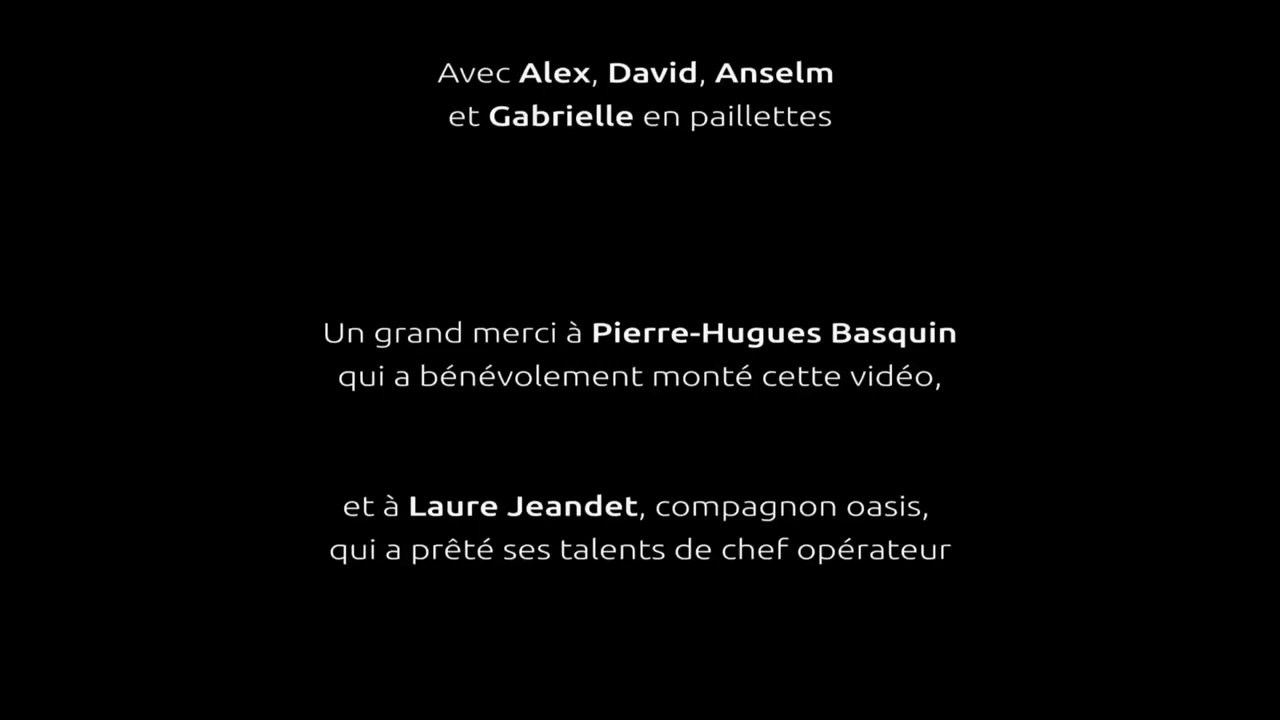 Avec Alex, David, Anselm
et Gabrielle en paillettes
Un grand merci à Pierre-Hugues Basquin
qui a bénévolement monté cette vidéo,
et à Laure Jeandet, compagnon oasis,
qui a prêté ses talents de chef opérateur